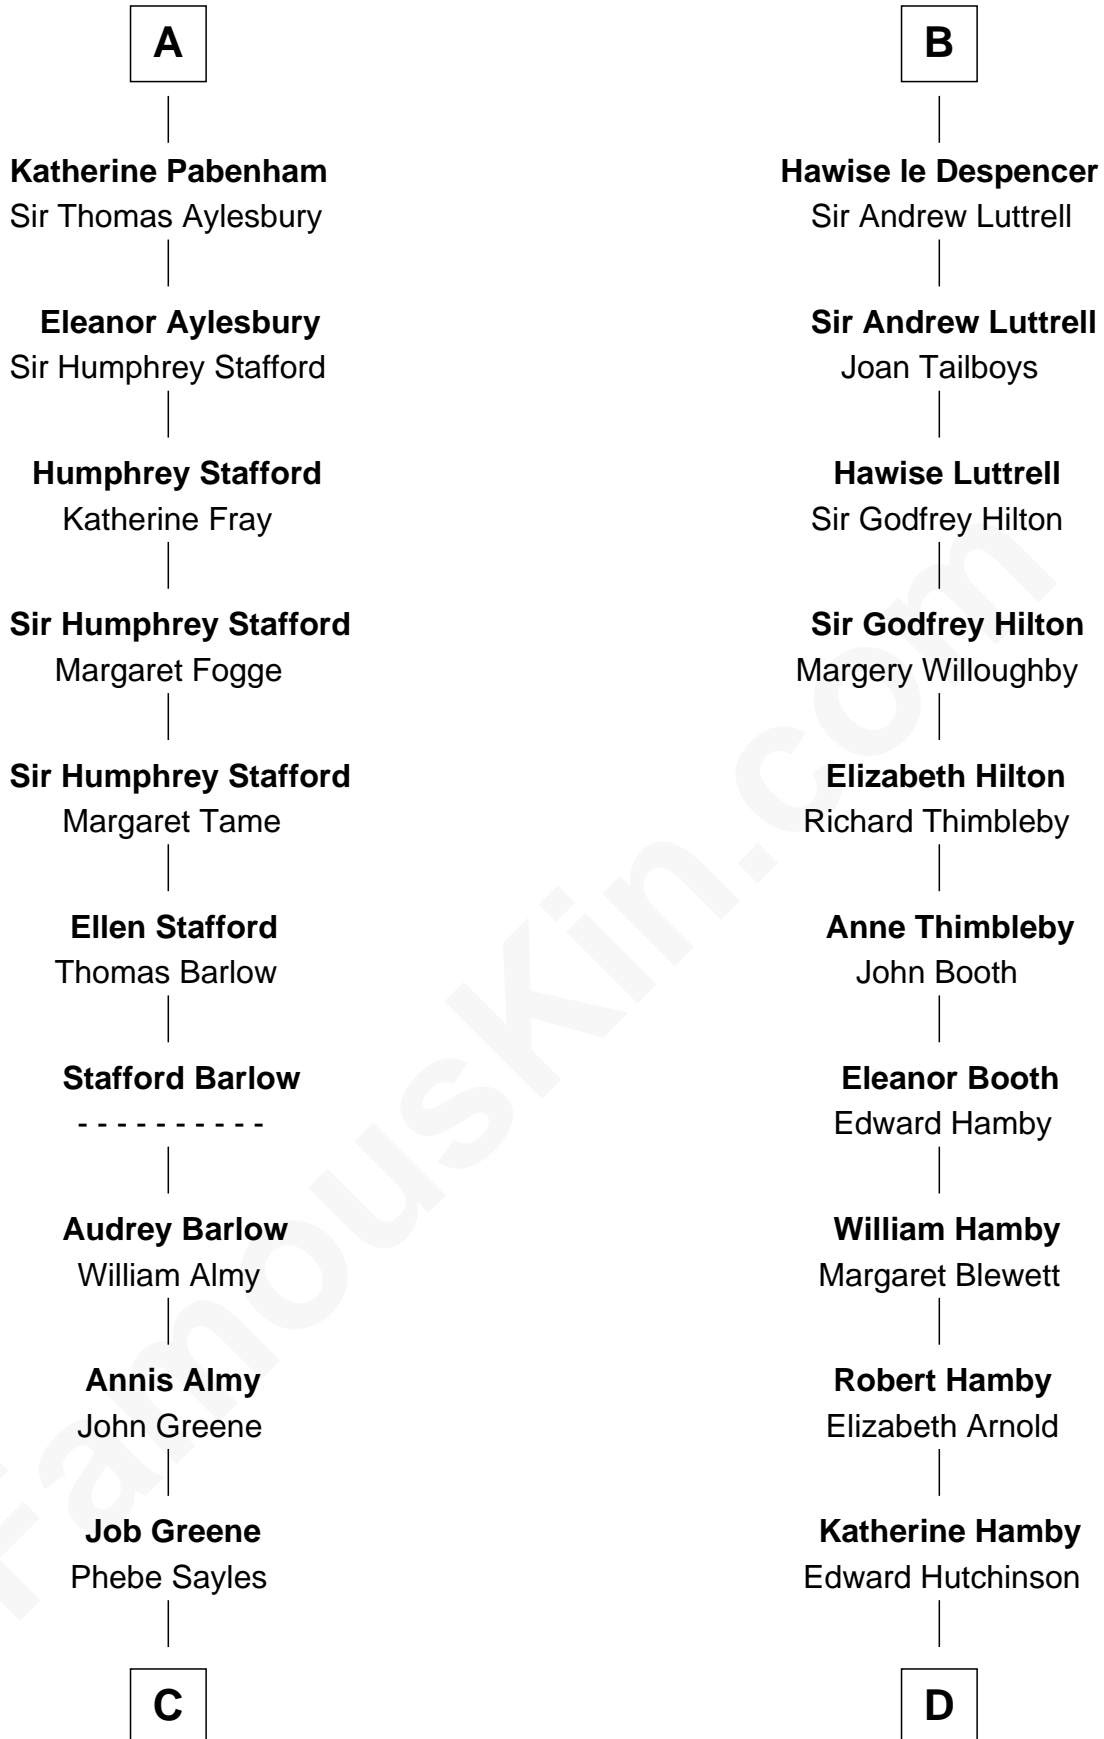 A
Katherine Pabenham
Sir Thomas Aylesbury
Eleanor Aylesbury
Sir Humphrey Stafford
Humphrey Stafford
Katherine Fray
Sir Humphrey Stafford
Margaret Fogge
Sir Humphrey Stafford
Margaret Tame
Ellen Stafford
Thomas Barlow
Stafford Barlow
- - - - - - - - - -
Audrey Barlow
William Almy
Annis Almy
John Greene
Job Greene
Phebe Sayles
C
B
Hawise le Despencer
Sir Andrew Luttrell
Sir Andrew Luttrell
Joan Tailboys
Hawise Luttrell
Sir Godfrey Hilton
Sir Godfrey Hilton
Margery Willoughby
Elizabeth Hilton
Richard Thimbleby
Anne Thimbleby
John Booth
Eleanor Booth
Edward Hamby
William Hamby
Margaret Blewett
Robert Hamby
Elizabeth Arnold
Katherine Hamby
Edward Hutchinson
D
FamousKin.com